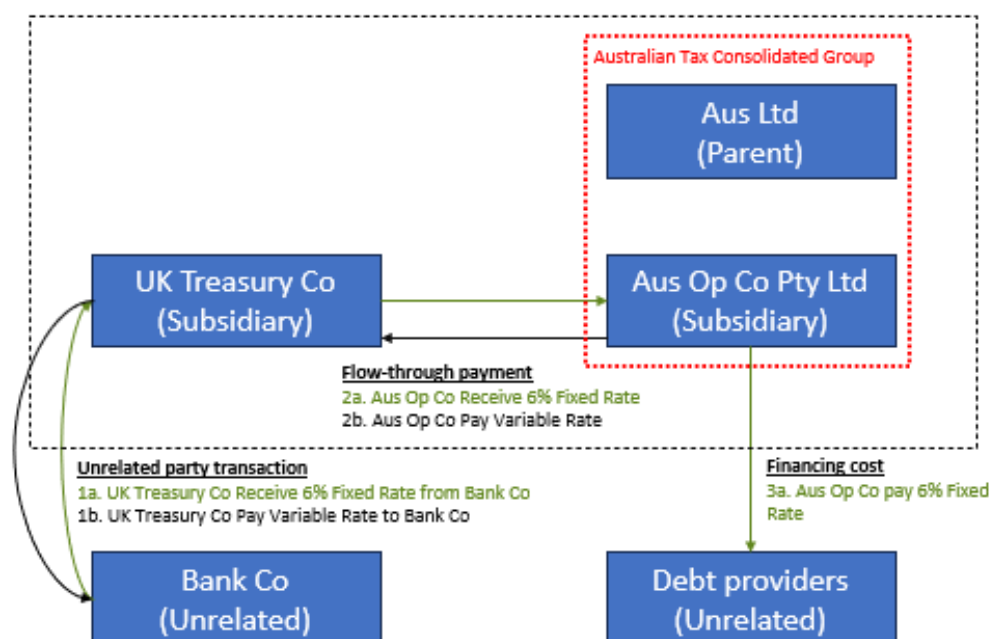 Australian Tax Consolidated Group
Aus Ltd
(Parent)
UK Treasury Co
(Subsidiary)
Aus Op Co Pty Ltd
(Subsidiary)
Flow-through payment
2a. Aus Op Co Receive 6% Fixed Rate
2b. Aus Op Co Pay Variable Rate
Unrelated party transaction
1a. UK Treasury Co Receive 6% Fixed Rate from Bank Co
1b. UK Treasury Co Pay Variable Rate to Bank Co
Financing cost
3a. Aus Op Co pay 6% Fixed
Rate
Bank Co
(Unrelated)
Debt providers
(Unrelated)